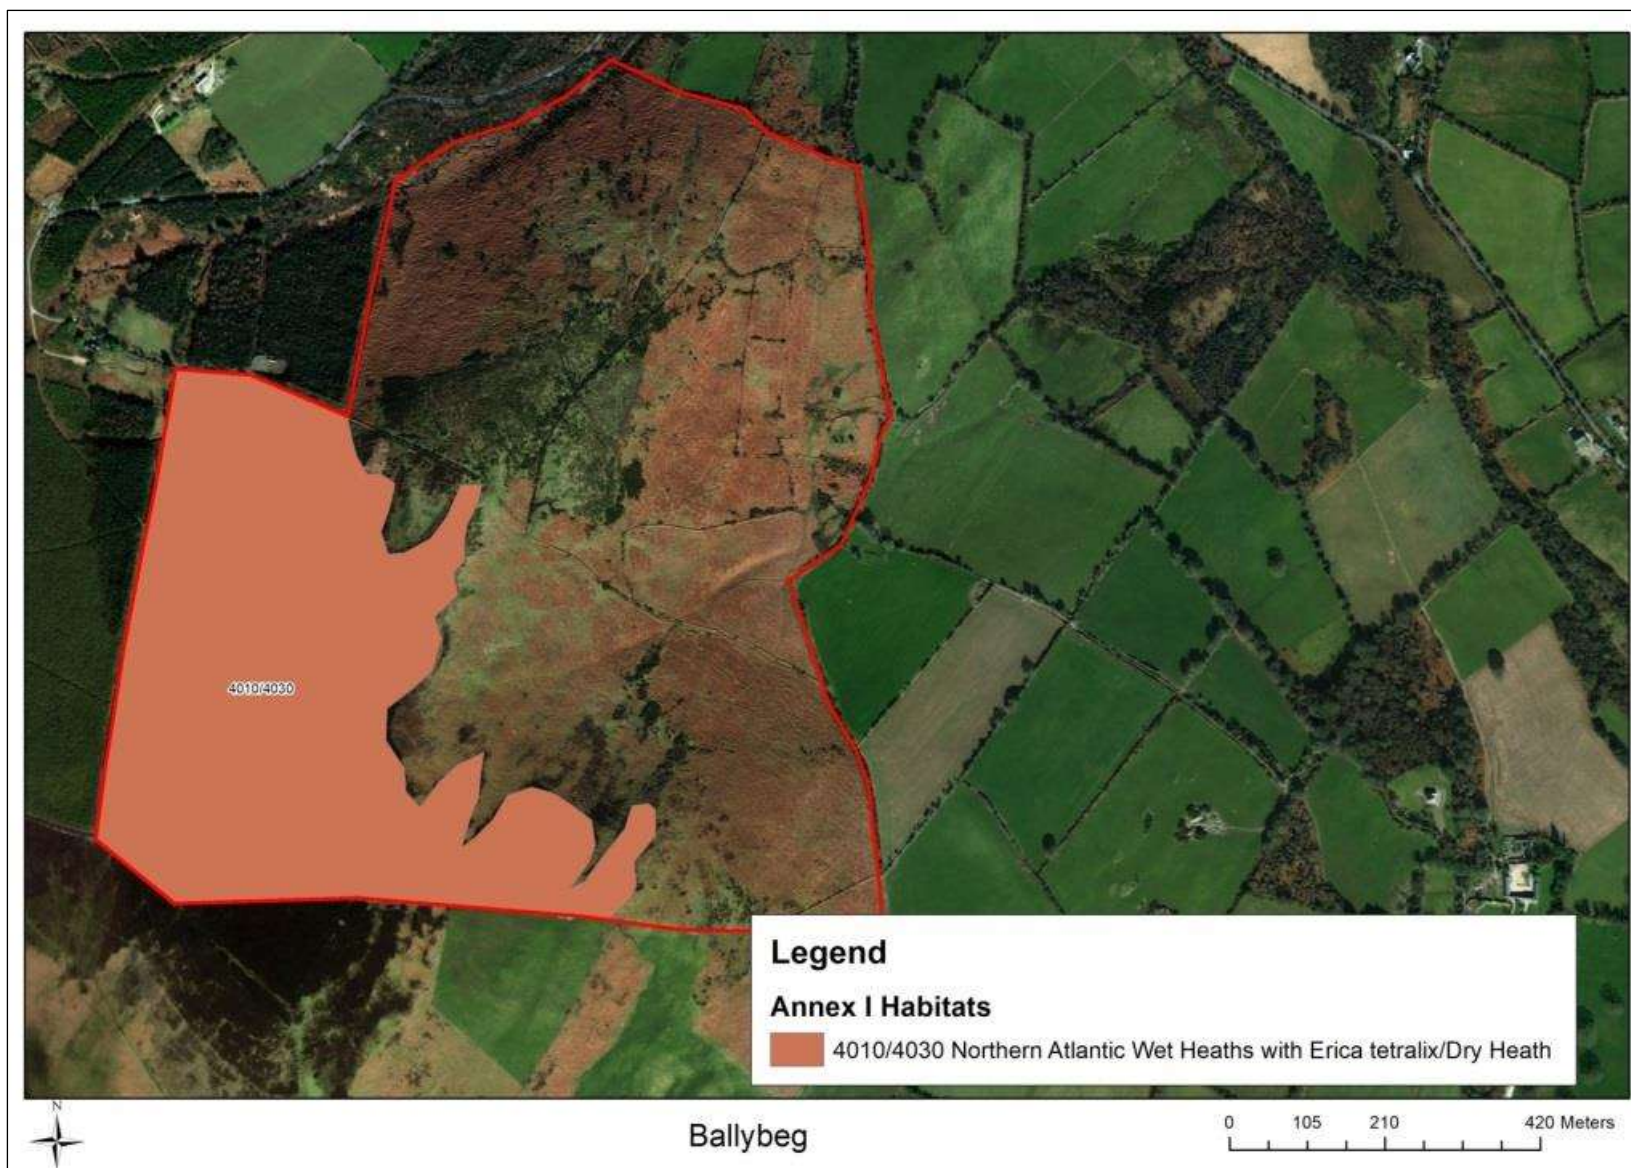 4010/4030
Legend
Annex I Habitats
4010/4030 Northern Atlantic Wet Heaths with Erica tetralix/Dry Heath
N
Ballybeg
0 105 210 420 Meters